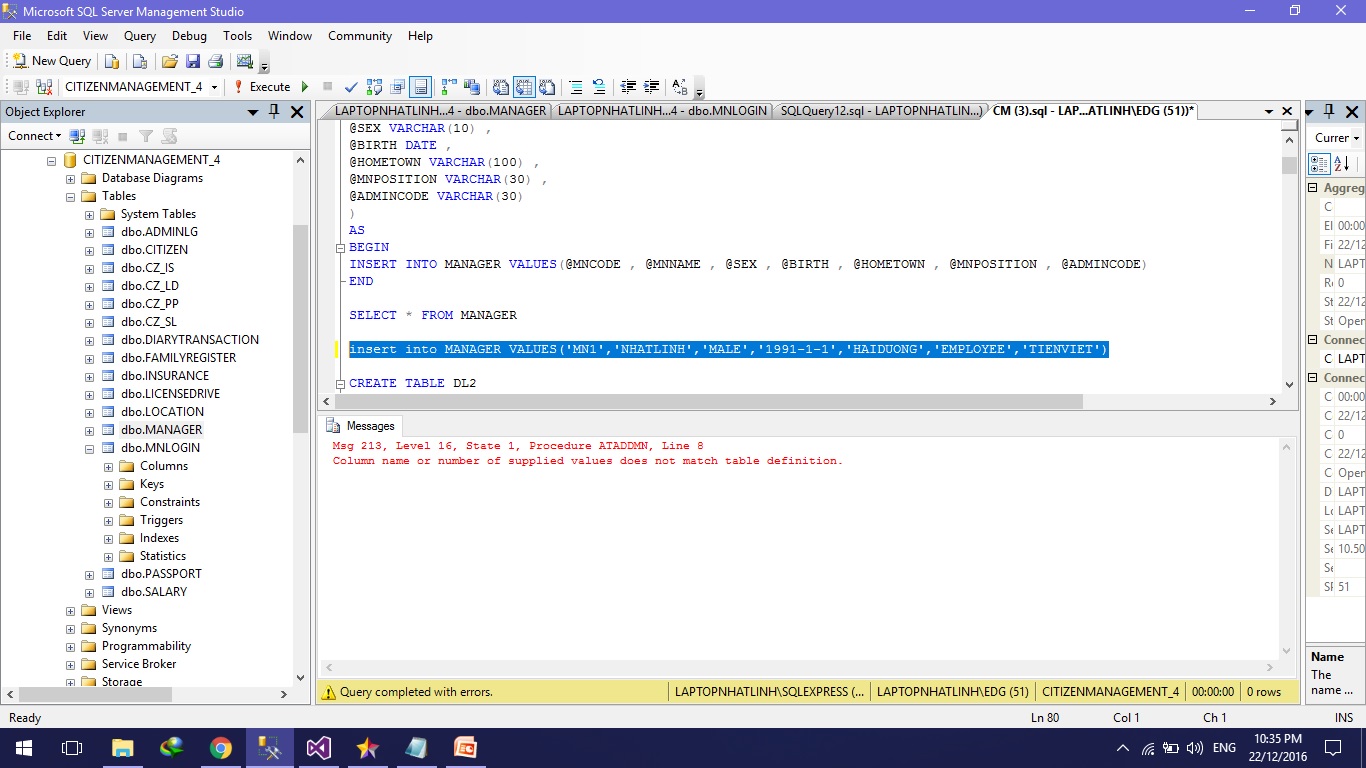 Microsoft SQL Server Management Studio
File Edit View Query Debug Tools Window Community Help
New Query
CITIZENMANAGEMENT_4 Execute
Object Explorer
Connect
CITIZENMANAGEMENT_4
Database Diagrams
Tables
System Tables
dbo.ADMINLG
dbo.CITIZEN
dbo.CZ_IS
dbo.CZ_LD
dbo.CZ_PP
dbo.CZ_SL
dbo.DIARYTRANSACTION
dbo.FAMILYREGISTER
dbo.INSURANCE
dbo.LICENSEDRIVE
dbo.LOCATION
dbo.MANAGER
dbo.MNLOGIN
Columns
Keys
Constraints
Triggers
Indexes
Statistics
dbo.PASSPORT
dbo.SALARY
Views
Synonyms
Programmability
Service Broker
Storage
LAPTOPNHATLINH...4 - dbo.MANAGER LAPTOPNHATLINH...4 - dbo.MNLOGIN SQLQuery12.sql - LAPTOPNHATLIN...) CM (3).sql - LAP...ATLINH\EDG (51))*
@SEX VARCHAR(10) ,
@BIRTH DATE ,
@HOMETOWN VARCHAR(100) ,
@MNPOSITION VARCHAR(30) ,
@ADMINCODE VARCHAR(30)
)
AS
BEGIN
INSERT INTO MANAGER VALUES(@MNCODE , @MNNAME , @SEX , @BIRTH , @HOMETOWN , @MNPOSITION , @ADMINCODE)
END
SELECT * FROM MANAGER
insert into MANAGER VALUES('MN1','NHATLINH','MALE','1991-1-1','HAIDUONG','EMPLOYEE','TIENVIET')
CREATE TABLE DL2
Messages
Msg 213, Level 16, State 1, Procedure ATADDMN, Line 8
Column name or number of supplied values does not match table definition.
Query completed with errors. LAPTOPNHATLINH\SQLEXPRESS (... LAPTOPNHATLINH\EDG (51) CITIZENMANAGEMENT_4 00:00:00 0 rows
Currer
Aggreg
C
El 00:00
Fi 22/12
N LAPT
Re 0
St 22/12
St Open
Connec
C LAPT
Connec
C 00:00
C 22/12
C 0
C 22/12
C Open
D LAPT
Lo LAPT
Se LAPT
Se 10.50
Se
SP 51
Name
The
name ...
Ready Ln 80 Col 1 Ch 1 INS
ENG
10:35 PM
22/12/2016